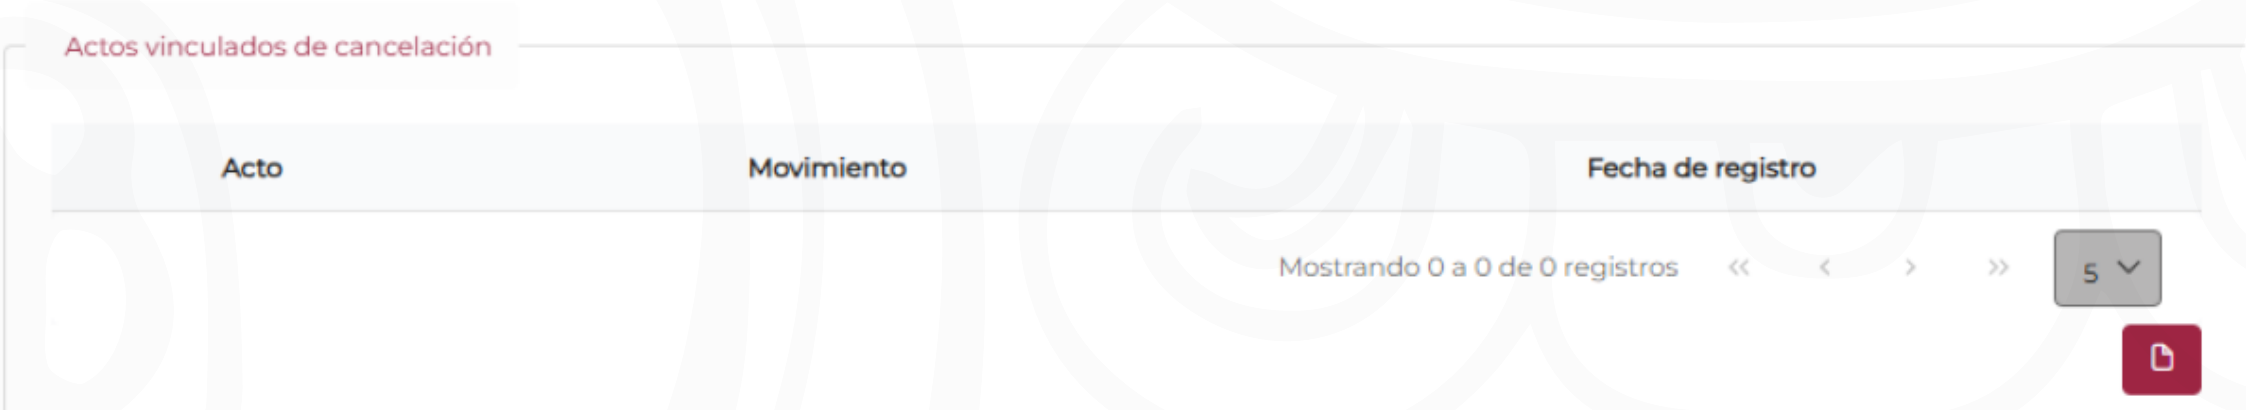 Actos vinculados de cancelación
Acto Movimiento Fecha de registro
Mostrando 0 a 0 de 0 registros « ‹ › » 5